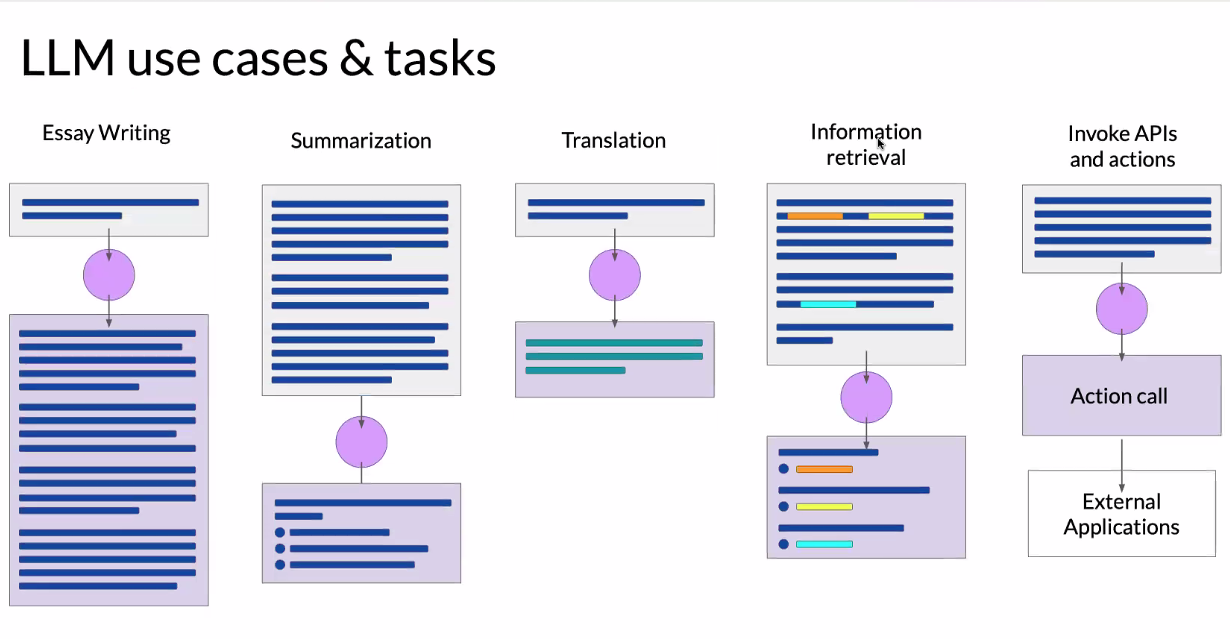 LLM use cases & tasks
Essay Writing
Summarization
Translation
Information
retrieval
Invoke APIs
and actions
Action call
External
Applications